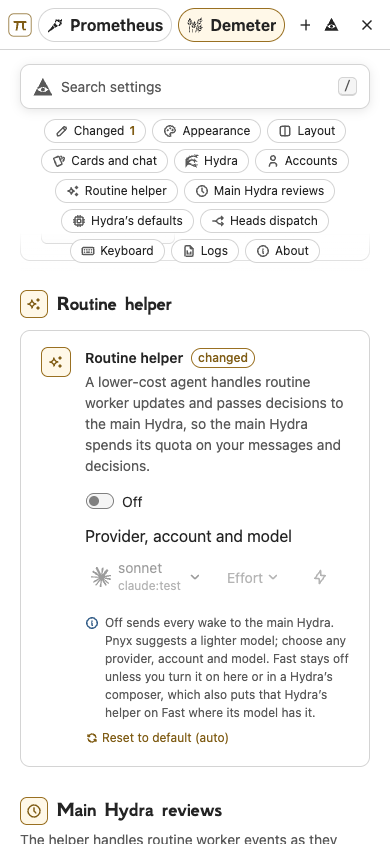 Prometheus
Demeter
Search settings
/
Changed 1
Appearance
Layout
Cards and chat
Hydra
Accounts
Routine helper
Main Hydra reviews
Hydra's defaults
Heads dispatch
Keyboard
Logs
About
Routine helper
Routine helper changed
A lower-cost agent handles routine
worker updates and passes decisions to
the main Hydra, so the main Hydra
spends its quota on your messages and
decisions.
Off
Provider, account and model
sonnet
claude:test
Effort
Off sends every wake to the main Hydra.
Pnyx suggests a lighter model; choose any
provider, account and model. Fast stays off
unless you turn it on here or in a Hydra's
composer, which also puts that Hydra's
helper on Fast where its model has it.
Reset to default (auto)
Main Hydra reviews
The helper handles routine worker events as they